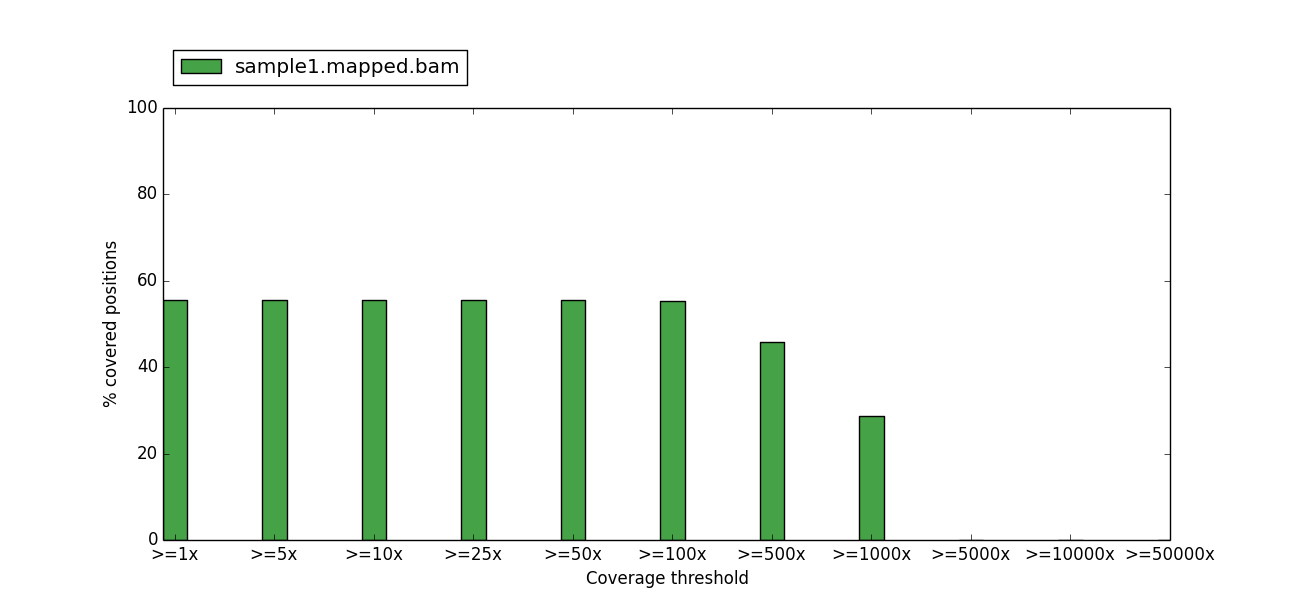 sample1.mapped.bam
100
80
60
40
20
0
% covered positions
>=1x >=5x >=10x >=25x >=50x >=100x >=500x >=1000x >=5000x >=10000x >=50000x
Coverage threshold